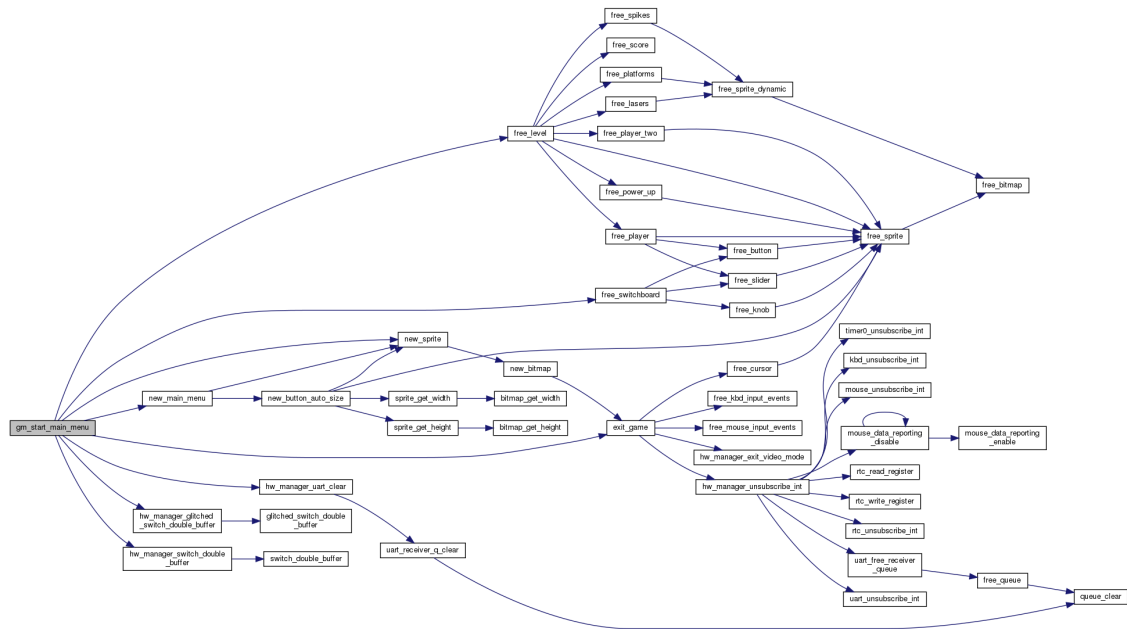 free_spikes
free_score
free_platforms
free_sprite_dynamic
free_lasers
free_level
free_player_two
free_bitmap
free_power_up
free_player
free_sprite
free_button
free_slider
free_switchboard
free_knob
timer0_unsubscribe_int
new_sprite
kbd_unsubscribe_int
new_bitmap
free_cursor
mouse_unsubscribe_int
new_main_menu
new_button_auto_size
sprite_get_width
bitmap_get_width
free_kbd_input_events
gm_start_main_menu
sprite_get_height
bitmap_get_height
exit_game
free_mouse_input_events
mouse_data_reporting
_disable
mouse_data_reporting
_enable
hw_manager_exit_video_mode
rtc_read_register
hw_manager_uart_clear
hw_manager_unsubscribe_int
rtc_write_register
hw_manager_glitched
_switch_double_buffer
glitched_switch_double
_buffer
rtc_unsubscribe_int
hw_manager_switch_double
_buffer
switch_double_buffer
uart_receiver_q_clear
uart_free_receiver
_queue
free_queue
uart_unsubscribe_int
queue_clear